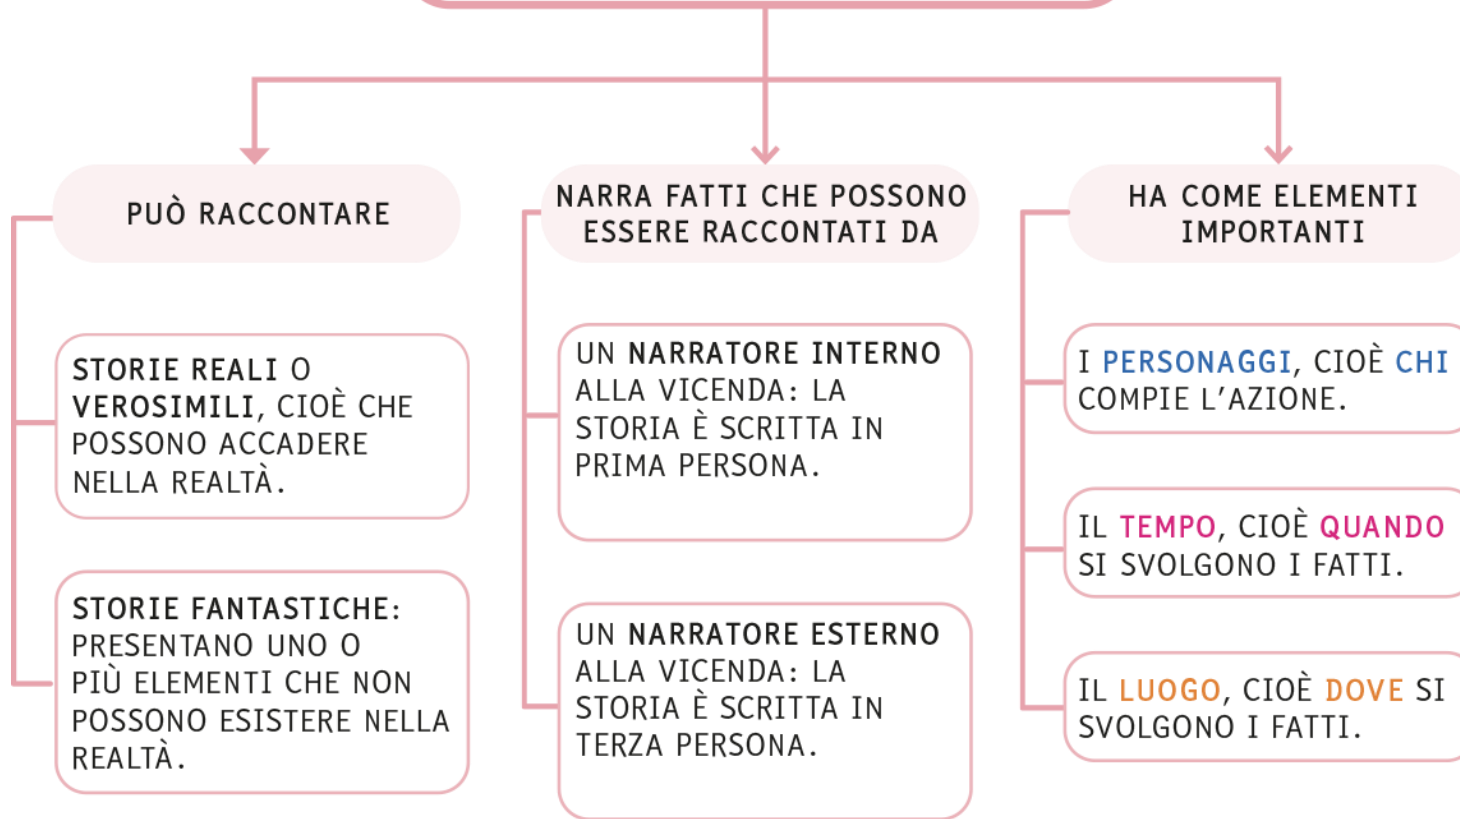 PUÒ RACCONTARE
STORIE REALI O
VEROSIMILI, CIOÈ CHE
POSSONO ACCADERE
NELLA REALTÀ.
STORIE FANTASTICHE:
PRESENTANO UNO O
PIÙ ELEMENTI CHE NON
POSSONO ESISTERE NELLA
REALTÀ.
NARRA FATTI CHE POSSONO
ESSERE RACCONTATI DA
UN NARRATORE INTERNO
ALLA VICENDA: LA
STORIA È SCRITTA IN
PRIMA PERSONA.
UN NARRATORE ESTERNO
ALLA VICENDA: LA
STORIA È SCRITTA IN
TERZA PERSONA.
HA COME ELEMENTI
IMPORTANTI
I PERSONAGGI, CIOÈ CHI
COMPIE L'AZIONE.
IL TEMPO, CIOÈ QUANDO
SI SVOLGONO I FATTI.
IL LUOGO, CIOÈ DOVE SI
SVOLGONO I FATTI.